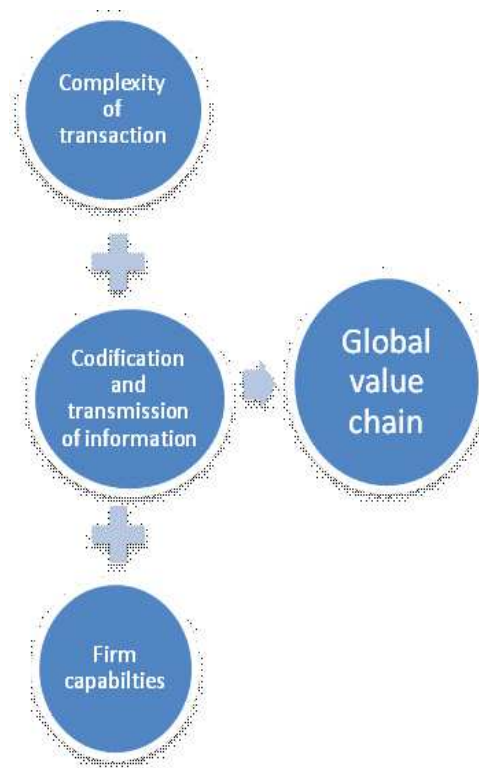 Complexity
of
transaction
Codification
and
transmission
of information
Global
value
chain
Firm
capabilties